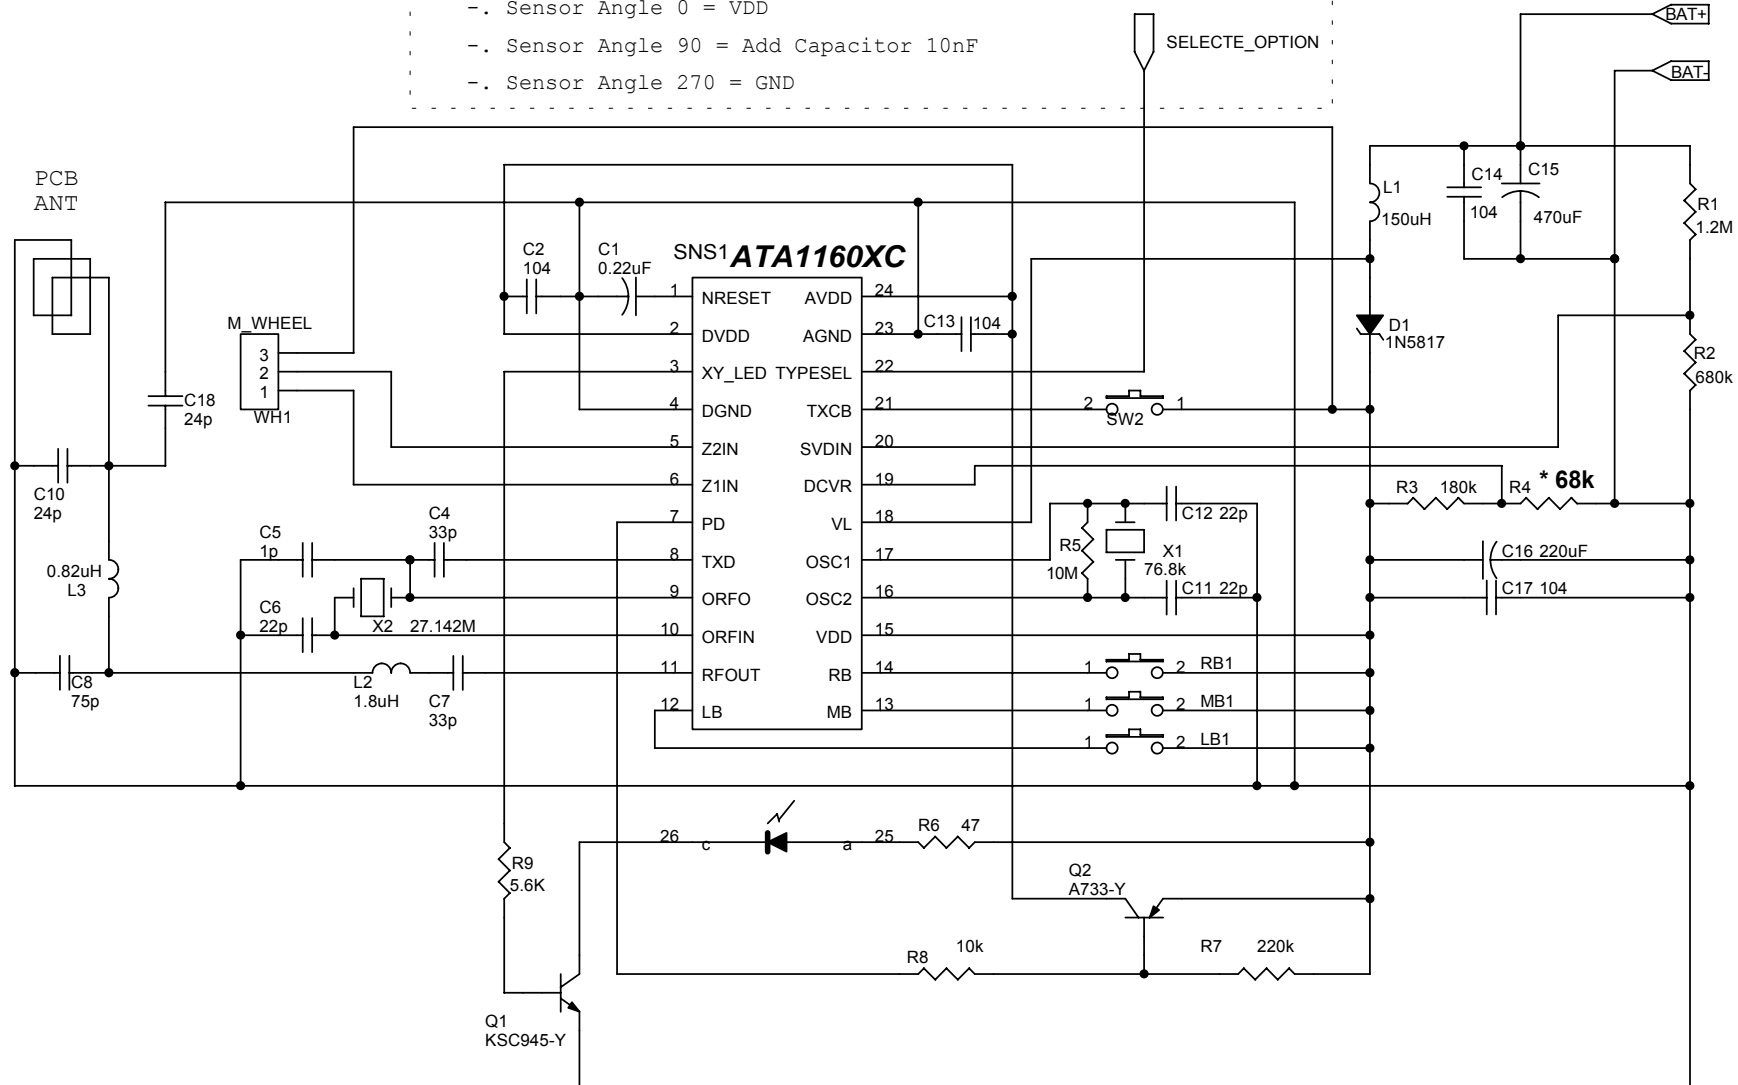 -. Sensor Angle 0 = VDD
-. Sensor Angle 90 = Add Capacitor 10nF
-. Sensor Angle 270 = GND
SELECTE_OPTION
BAT+
BAT-
PCB
ANT
C2
104
C1
0.22uF
SNS1
ATA1160XC
L1
150uH
C14
104
C15
470uF
R1
1.2M
1
NRESET
AVDD
24
2
DVDD
AGND
23
C13
104
3
XY_LED
TYPESEL
22
4
DGND
TXCB
21
5
Z2IN
SVDIN
20
6
Z1IN
DCVR
19
7
PD
VL
18
8
TXD
OSC1
17
9
ORFO
OSC2
16
10
ORFIN
VDD
15
11
RFOUT
RB
14
12
LB
MB
13
M_WHEEL
3
2
1
WH1
C18
24p
D1
1N5817
R2
680k
2
1
SW2
C10
24p
C4
33p
C5
1p
0.82uH
L3
C6
22p
X2
27.142M
C8
75p
L2
1.8uH
C7
33p
R3
180k
R4
* 68k
C12 22p
R5
10M
X1
76.8k
C11 22p
C16 220uF
C17 104
1
2
RB1
1
2
MB1
1
2
LB1
26
c
a
25
R6
47
R9
5.6K
Q2
A733-Y
R8
10k
R7
220k
Q1
KSC945-Y